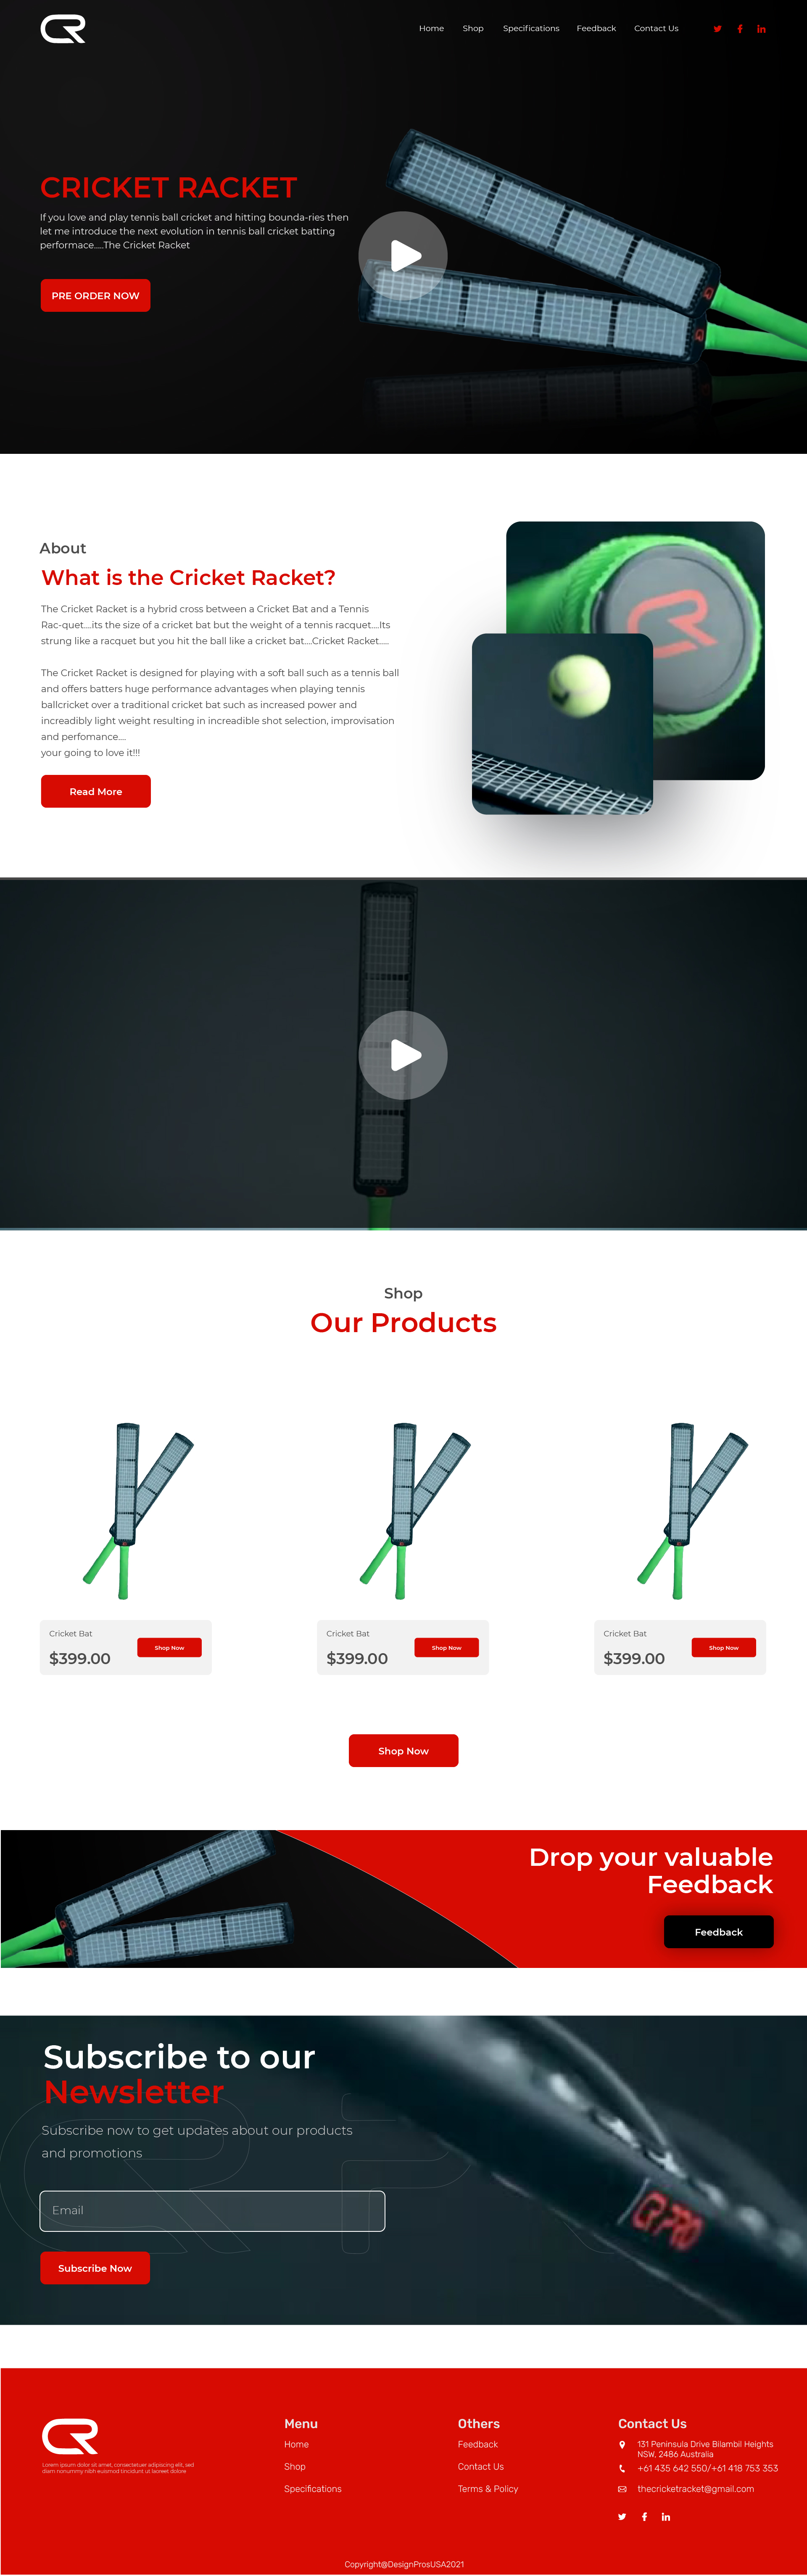 CR
Home Shop Specifications Feedback Contact Us
CRICKET RACKET
If you love and play tennis ball cricket and hitting bounda-ries then
let me introduce the next evolution in tennis ball cricket batting
performace.....The Cricket Racket
PRE ORDER NOW
About
What is the Cricket Racket?
The Cricket Racket is a hybrid cross between a Cricket Bat and a Tennis
Rac-quet....its the size of a cricket bat but the weight of a tennis racquet....Its
strung like a racquet but you hit the ball like a cricket bat....Cricket Racket.....
The Cricket Racket is designed for playing with a soft ball such as a tennis ball
and offers batters huge performance advantages when playing tennis
ballcricket over a traditional cricket bat such as increased power and
increadibly light weight resulting in increadible shot selection, improvisation
and perfomance....
your going to love it!!!
Read More
Shop
Our Products
Cricket Bat
$399.00
Shop Now
Cricket Bat
$399.00
Shop Now
Cricket Bat
$399.00
Shop Now
Shop Now
Drop your valuable
Feedback
Feedback
Subscribe to our
Newsletter
Subscribe now to get updates about our products
and promotions
Email
Subscribe Now
CR PRO
CR
Lorem ipsum dolor sit amet, consectetuer adipiscing elit, sed
diam nonummy nibh euismod tincidunt ut laoreet dolore
Menu
Home
Shop
Specifications
Others
Feedback
Contact Us
Terms & Policy
Contact Us
131 Peninsula Drive Bilambil Heights
NSW, 2486 Australia
+61 435 642 550/+61 418 753 353
thecricketracket@gmail.com
Copyright@DesignProsUSA2021